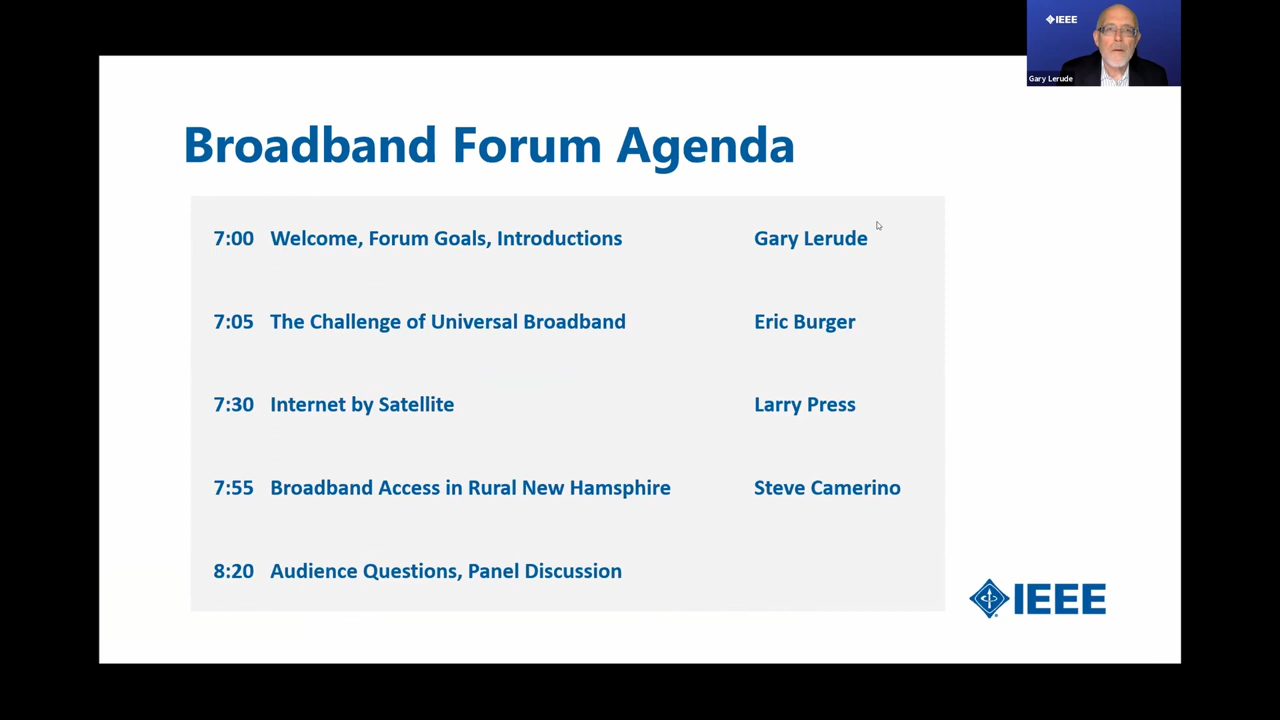 IEEE
Gary Lerude
Broadband Forum Agenda
7:00 Welcome, Forum Goals, Introductions Gary Lerude
7:05 The Challenge of Universal Broadband Eric Burger
7:30 Internet by Satellite Larry Press
7:55 Broadband Access in Rural New Hamsphire Steve Camerino
8:20 Audience Questions, Panel Discussion
IEEE